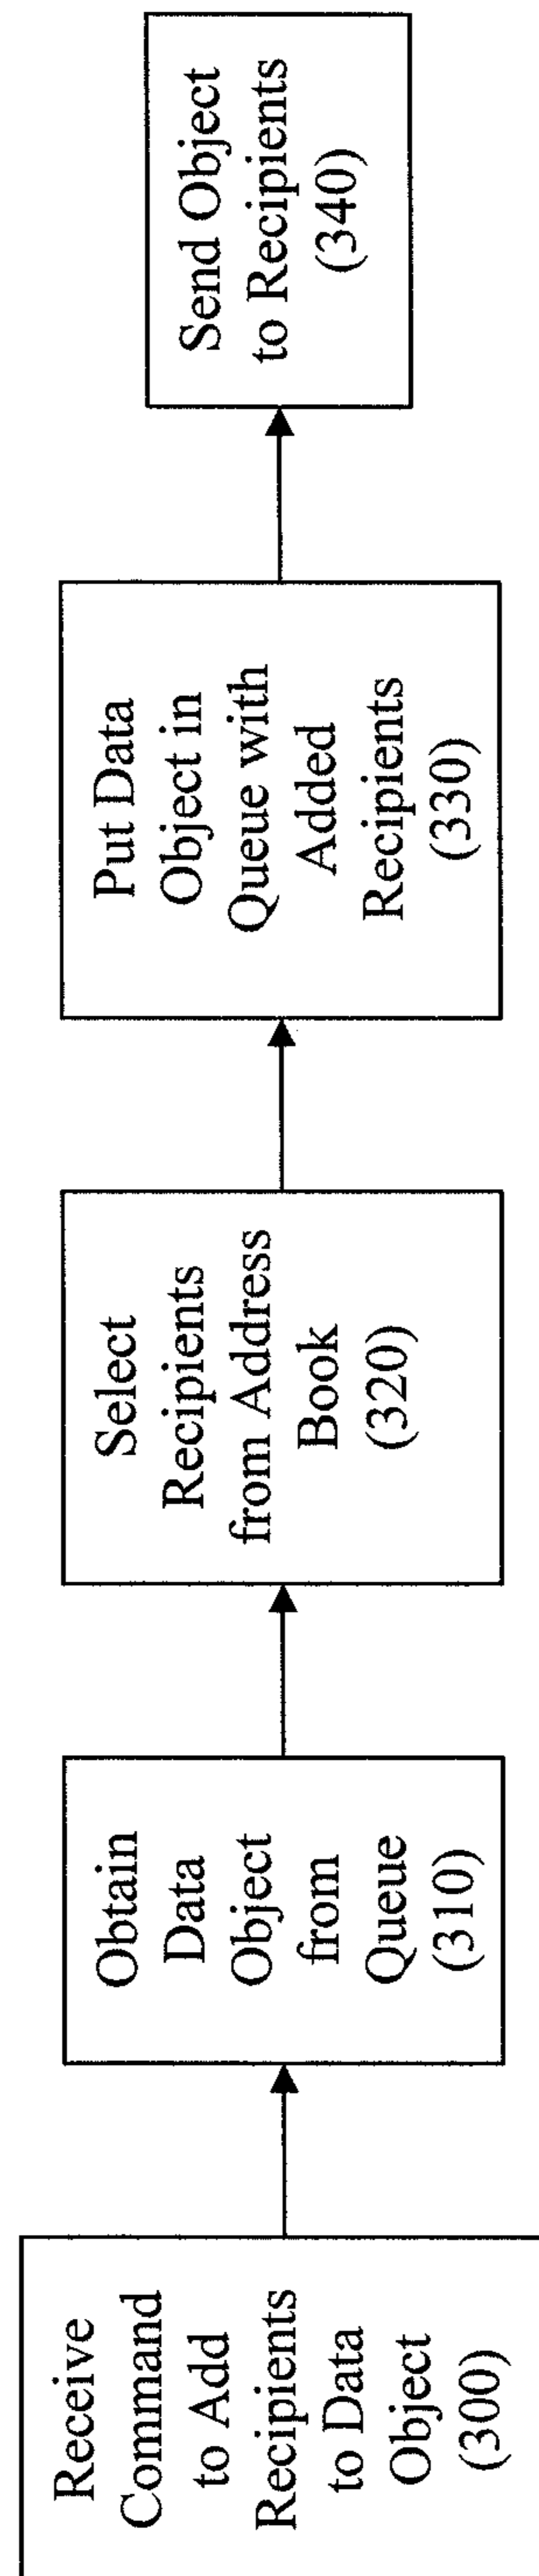 Receive
Command
to Add
Recipients
to Data
Object
(300)
Obtain
Data
Object
from
Queue
(310)
Select
Recipients
from Address
Book
(320)
Put Data
Object in
Queue with
Added
Recipients
(330)
Send Object
to Recipients
(340)